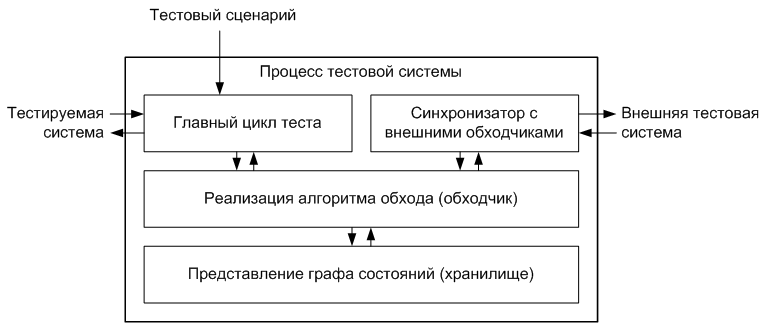 Тестовый сценарий
Процесс тестовой системы
Тестируемая
система
Главный цикл теста
Синхронизатор с
внешними обходчиками
Внешняя тестовая
система
Реализация алгоритма обхода (обходчик)
Представление графа состояний (хранилище)